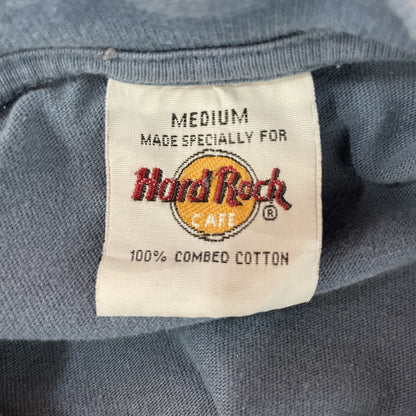 MEDIUM
MADE SPECIALLY FOR
Hard Rock
CAFE ®
100% COMBED COTTON